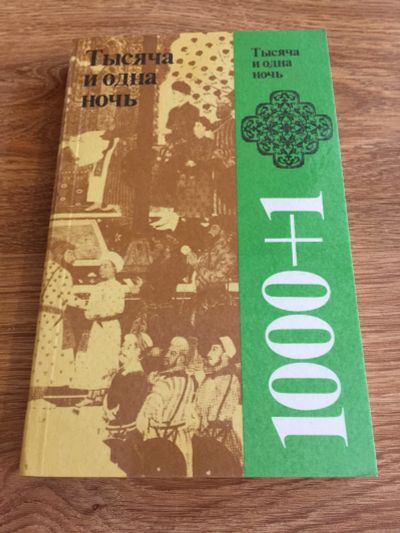 Тысяча
и одна
ночь
Тысяча
и одна
ночь
1000+1